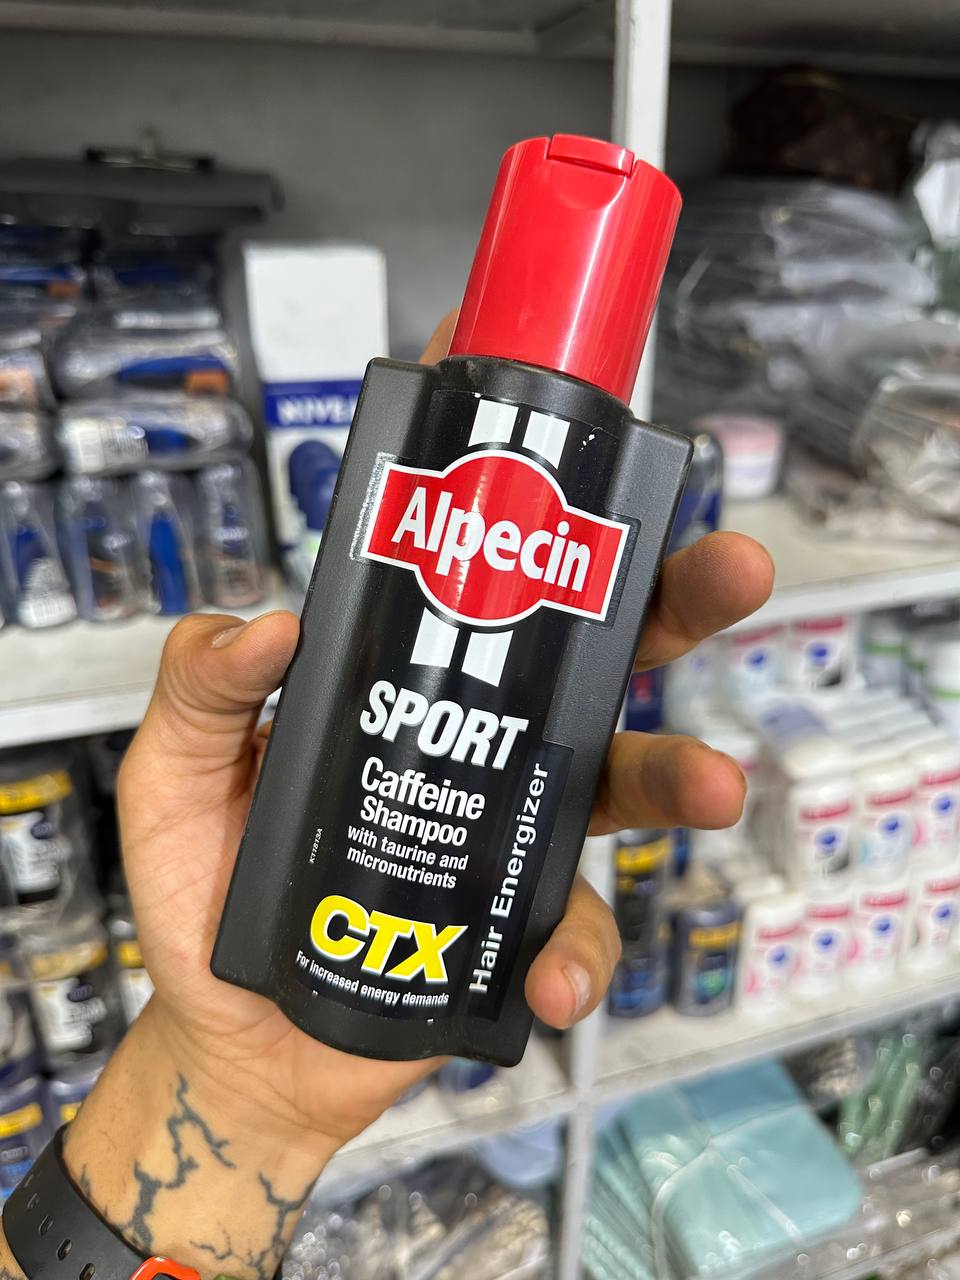 Alpecin
SPORT
Caffeine
Shampoo
with taurine and
micronutrients
CTX
For increased energy demands
Hair Energizer
NIVEA